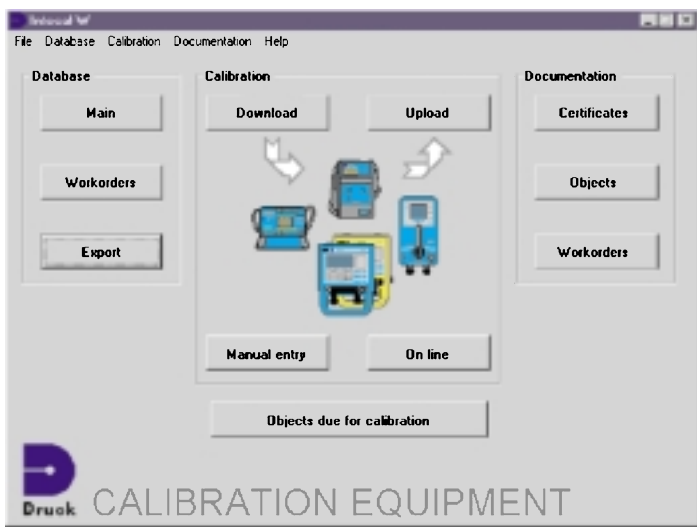 Intecal W
File Database Calibration Documentation Help
Database
Main
Workorders
Export
Calibration
Download Upload
Manual entry On line
Documentation
Certificates
Objects
Workorders
Objects due for calibration
Druck CALIBRATION EQUIPMENT